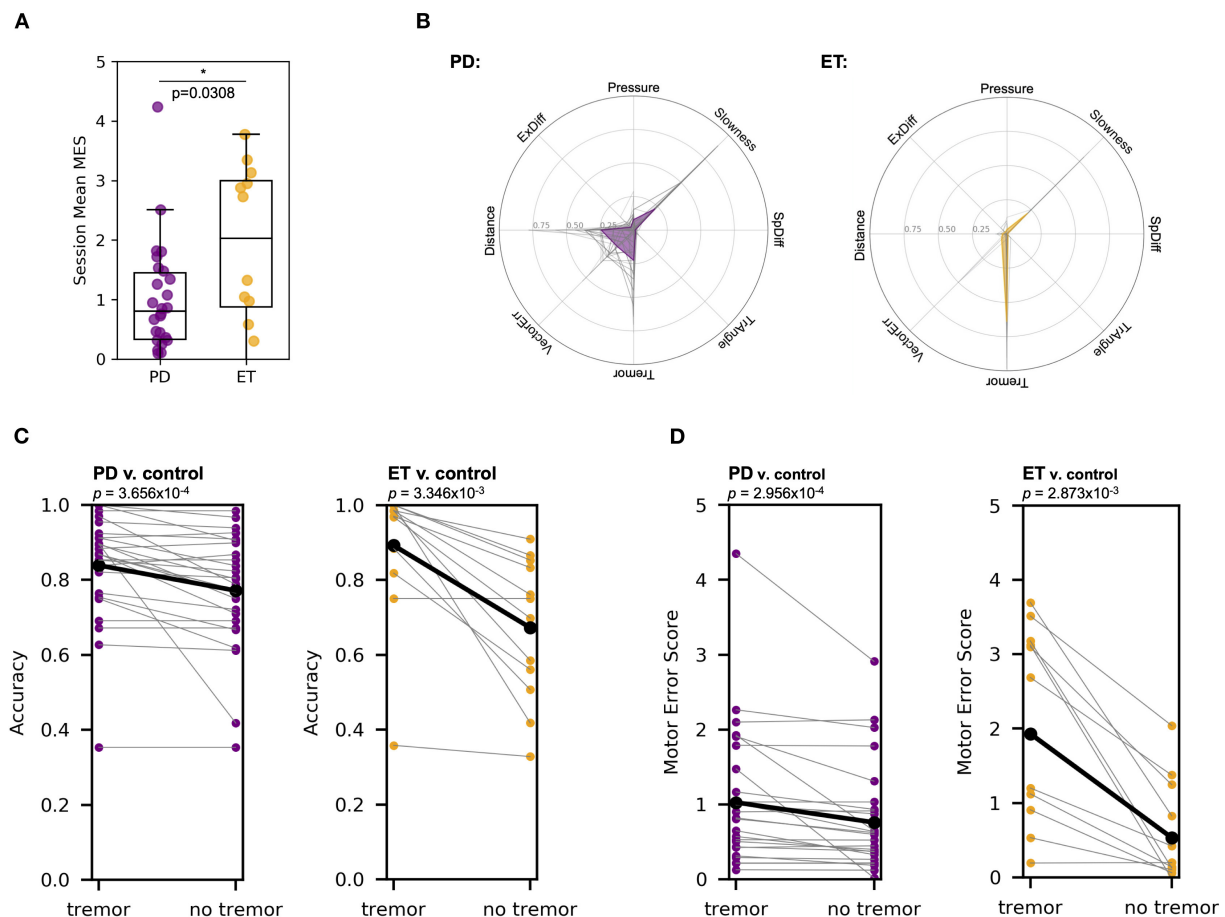 A
B
5
4
3
2
1
0
Session Mean MES
*
p=0.0308
PD
ET
PD:
Pressure
ExDiff
Slowness
Distance
0.75
0.50
0.25
SpDiff
VectorErr
TrAngle
Tremor
ET:
Pressure
ExDiff
Slowness
Distance
0.75
0.50
0.25
SpDiff
VectorErr
TrAngle
Tremor
C
D
PD v. control
p = 3.656x10-4
1.0
0.8
0.6
0.4
0.2
0.0
Accuracy
tremor
no tremor
ET v. control
p = 3.346x10-3
1.0
0.8
0.6
0.4
0.2
0.0
Accuracy
tremor
no tremor
PD v. control
p = 2.956x10-4
5
4
3
2
1
0
Motor Error Score
tremor
no tremor
ET v. control
p = 2.873x10-3
5
4
3
2
1
0
Motor Error Score
tremor
no tremor